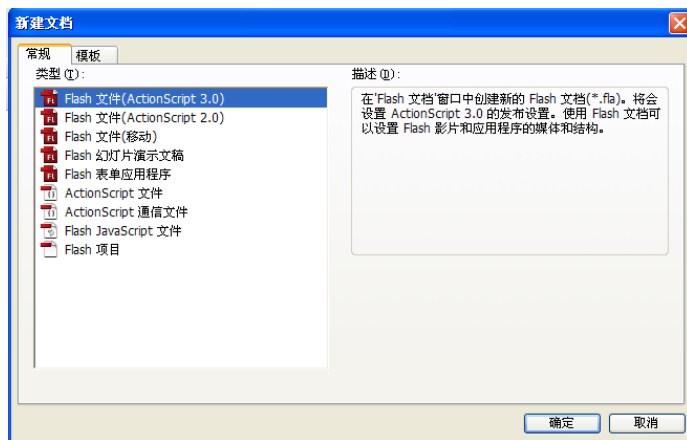 新建文档
常规
模板
类型(T):
Flash 文件(ActionScript 3.0)
Flash 文件(ActionScript 2.0)
Flash 文件(移动)
Flash 幻灯片演示文稿
Flash 表单应用程序
ActionScript 文件
ActionScript 通信文件
Flash JavaScript 文件
Flash 项目
描述(D):
在'Flash 文档'窗口中创建新的 Flash 文档(*.fla)。将会
设置 ActionScript 3.0 的发布设置。使用 Flash 文档可
以设置 Flash 影片和应用程序的媒体和结构。
确定
取消